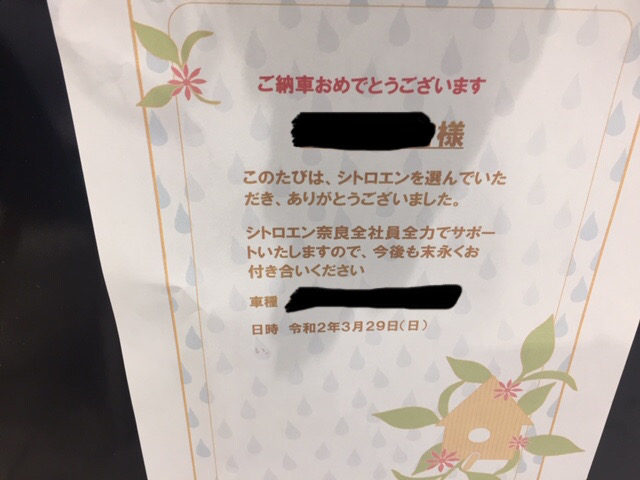 ご納車おめでとうございます
様
このたびは、シトロエンを選んでいた
だき、ありがとうございました。
シトロエン奈良全社員全力でサポー
トいたしますので、今後も末永くお
付き合いください
車種
日時 令和2年3月29日(日)